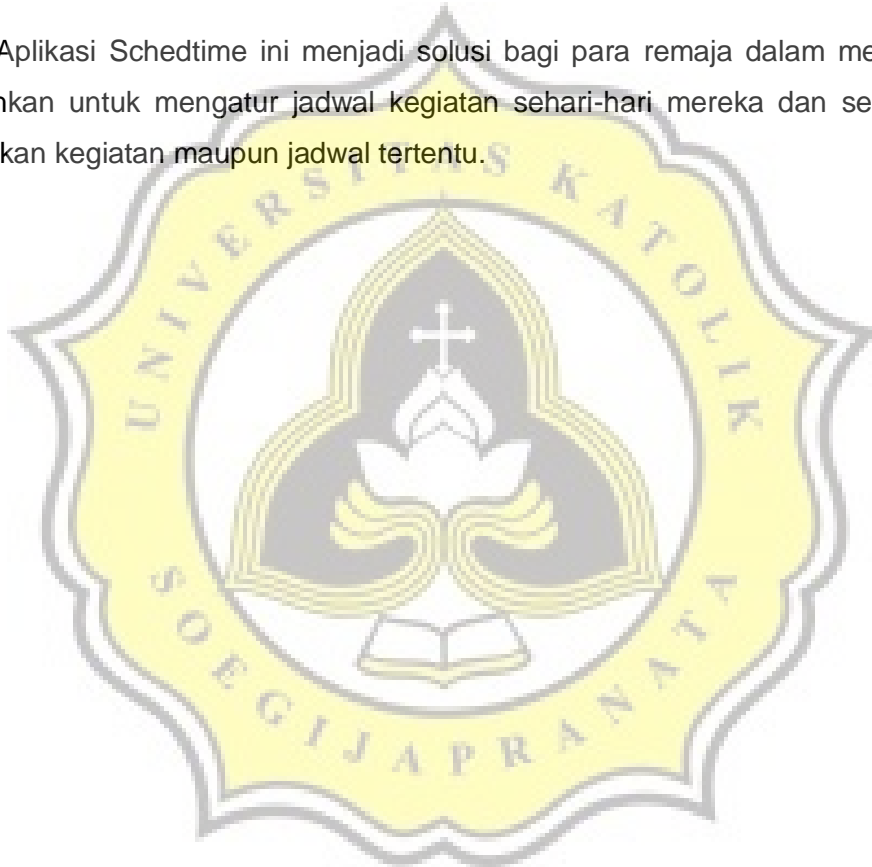 Aplikasi Schedtime ini menjadi solusi bagi para remaja dalam me
kan untuk mengatur jadwal kegiatan sehari-hari mereka dan se
kan kegiatan maupun jadwal tertentu.
UNIVERSITAS KATOLIK
SOEGIJAPRANATA